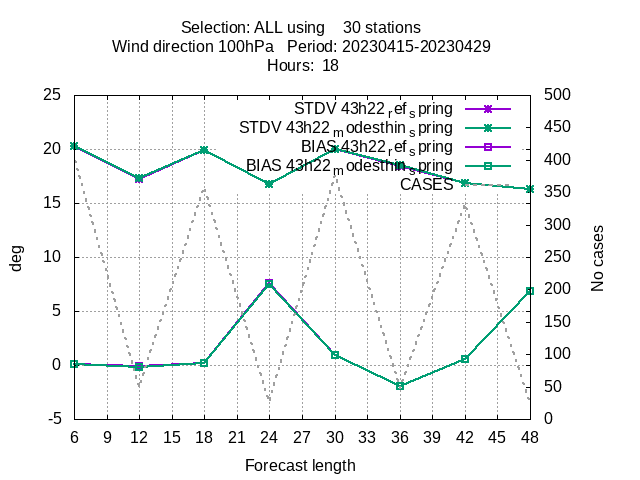 Selection: ALL using    30 stations
Wind direction 100hPa   Period: 20230415-20230429
Hours:  18
25
20
15
10
5
0
-5
deg
STDV 43h22_ref_spring
STDV 43h22_modesthin_spring
BIAS 43h22_ref_spring
BIAS 43h22_modesthin_spring
CASES
500
450
400
350
300
250
200
150
100
50
0
No cases
6 12 15 18 21 24 27 30 33 36 39 42 45 48
Forecast length